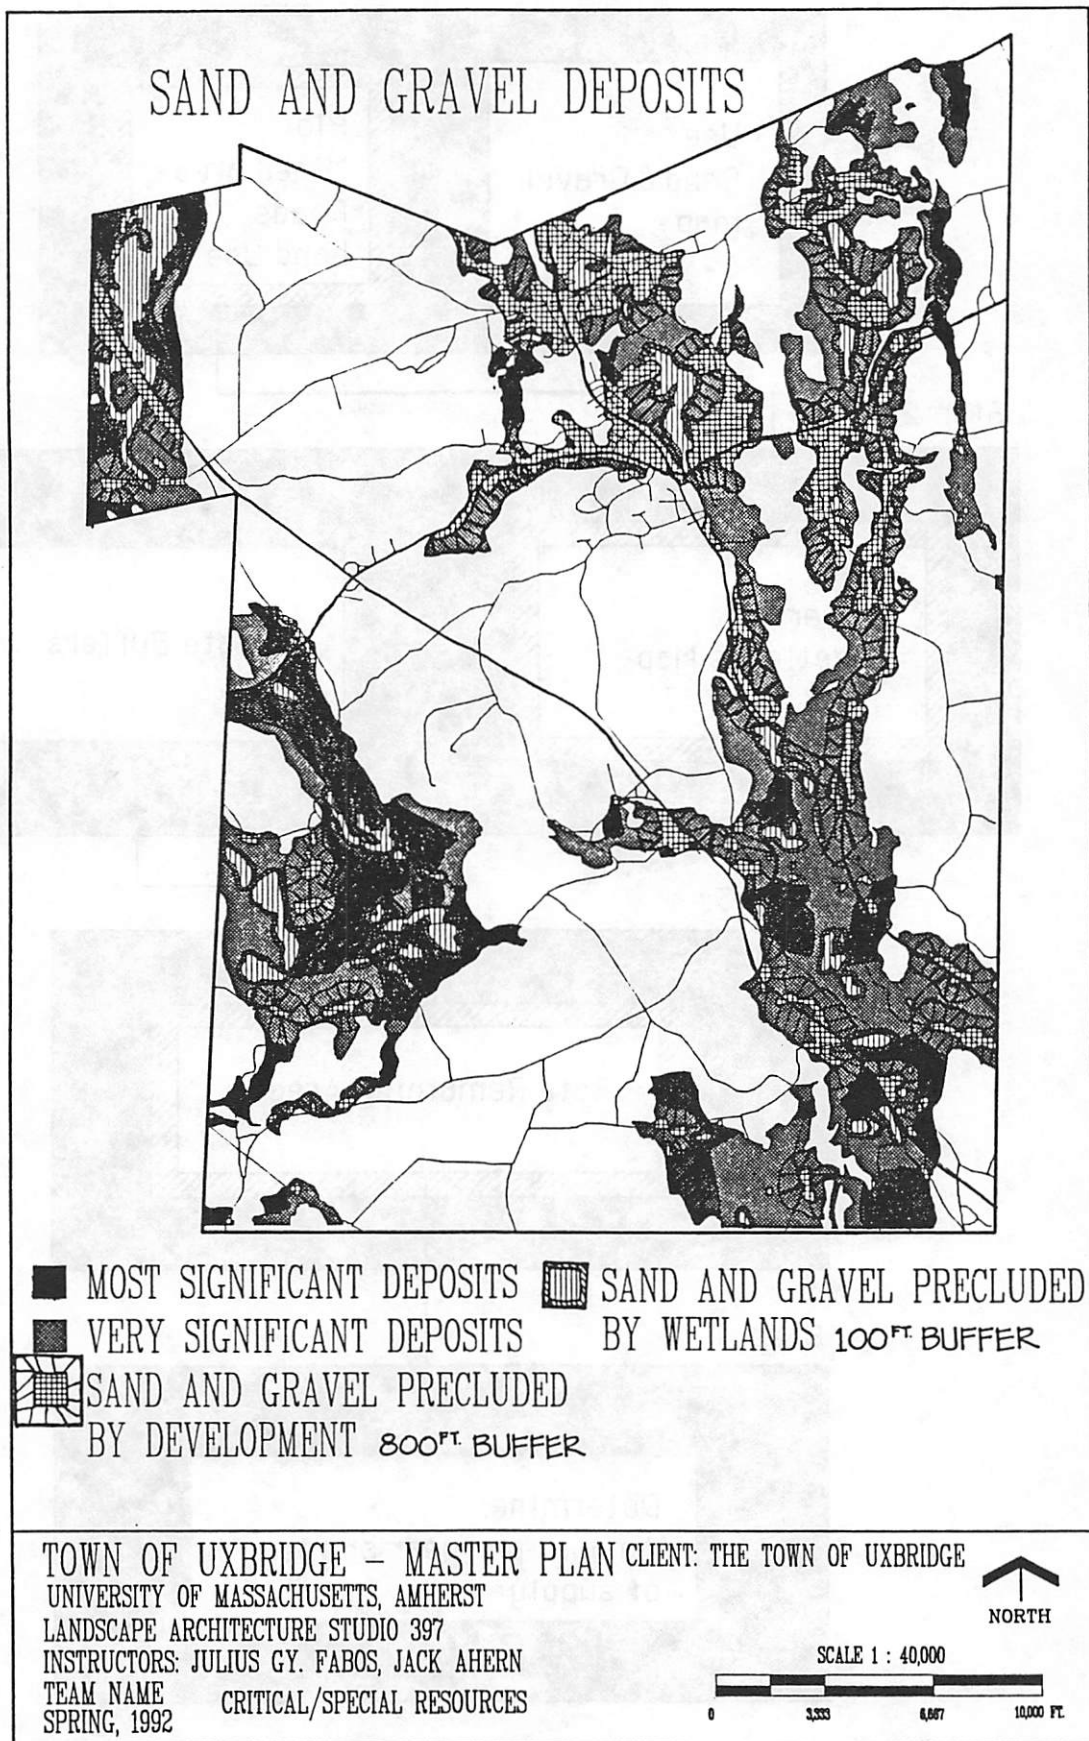 SAND AND GRAVEL DEPOSITS
MOST SIGNIFICANT DEPOSITS
VERY SIGNIFICANT DEPOSITS
SAND AND GRAVEL PRECLUDED
BY DEVELOPMENT 800FT. BUFFER
SAND AND GRAVEL PRECLUDED
BY WETLANDS 100FT. BUFFER
TOWN OF UXBRIDGE – MASTER PLAN
UNIVERSITY OF MASSACHUSETTS, AMHERST
LANDSCAPE ARCHITECTURE STUDIO 397
INSTRUCTORS: JULIUS GY. FABOS, JACK AHERN
TEAM NAME
CRITICAL/SPECIAL RESOURCES
SPRING, 1992
CLIENT: THE TOWN OF UXBRIDGE
NORTH
SCALE 1 : 40,000
0 3,333 6,667 10,000 FT.